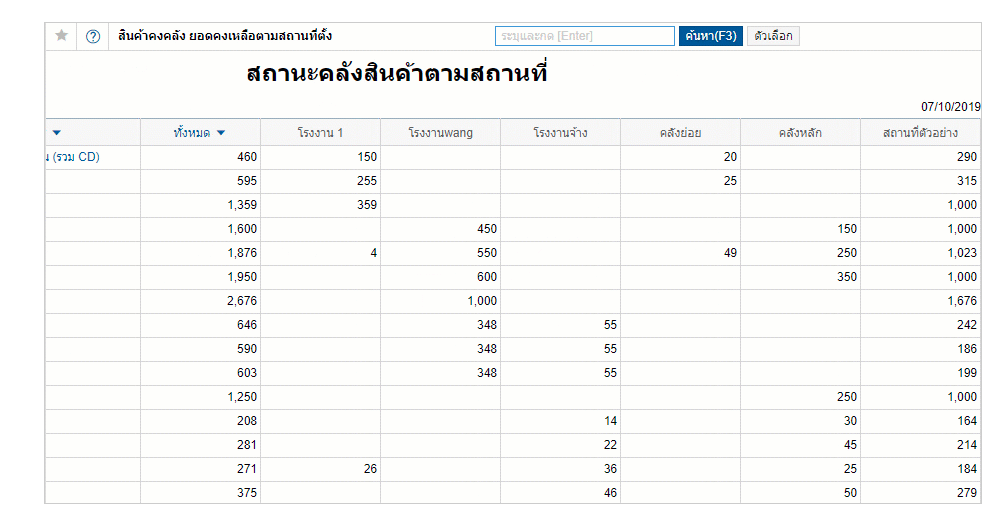 สินค้าคงคลัง ยอดคงเหลือตามสถานที่ตั้ง ระบุและกด [Enter] ค้นหา(F3) ตัวเลือก
สถานะคลังสินค้าตามสถานที่
07/10/2019
ทั้งหมด โรงงาน 1 โรงงานwang โรงงานจ้าง คลังย่อย คลังหลัก สถานที่ตัวอย่าง
(รวม CD) 460 150 20 290
595 255 25 315
1,359 359 1,000
1,600 450 150 1,000
1,876 4 550 49 250 1,023
1,950 600 350 1,000
2,676 1,000 1,676
646 348 55 242
590 348 55 186
603 348 55 199
1,250 250 1,000
208 14 30 164
281 22 45 214
271 26 36 25 184
375 46 50 279